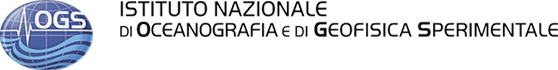 OGS
ISTITUTO NAZIONALE
DI OCEANOGRAFIA E DI GEOFISICA SPERIMENTALE